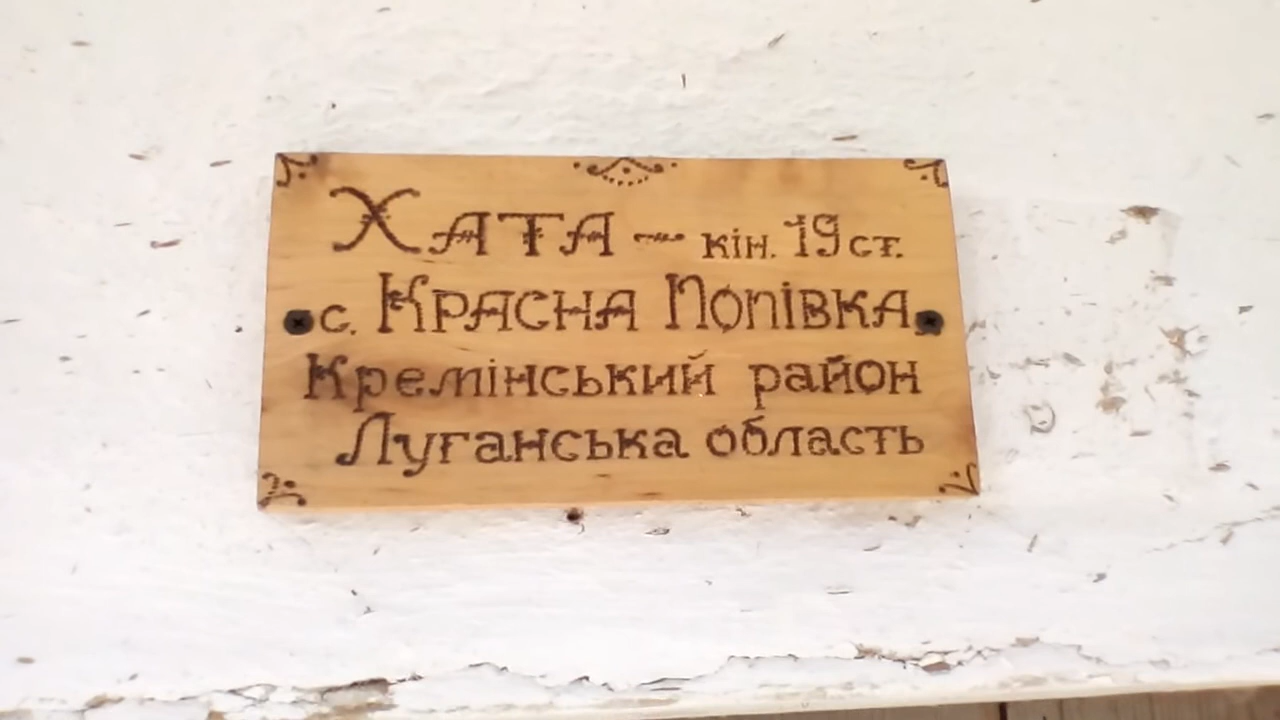 ХАТА – кін. 19 ст.
с. КРАСНА ПОПІВКА
Кремінський район
Луганська область